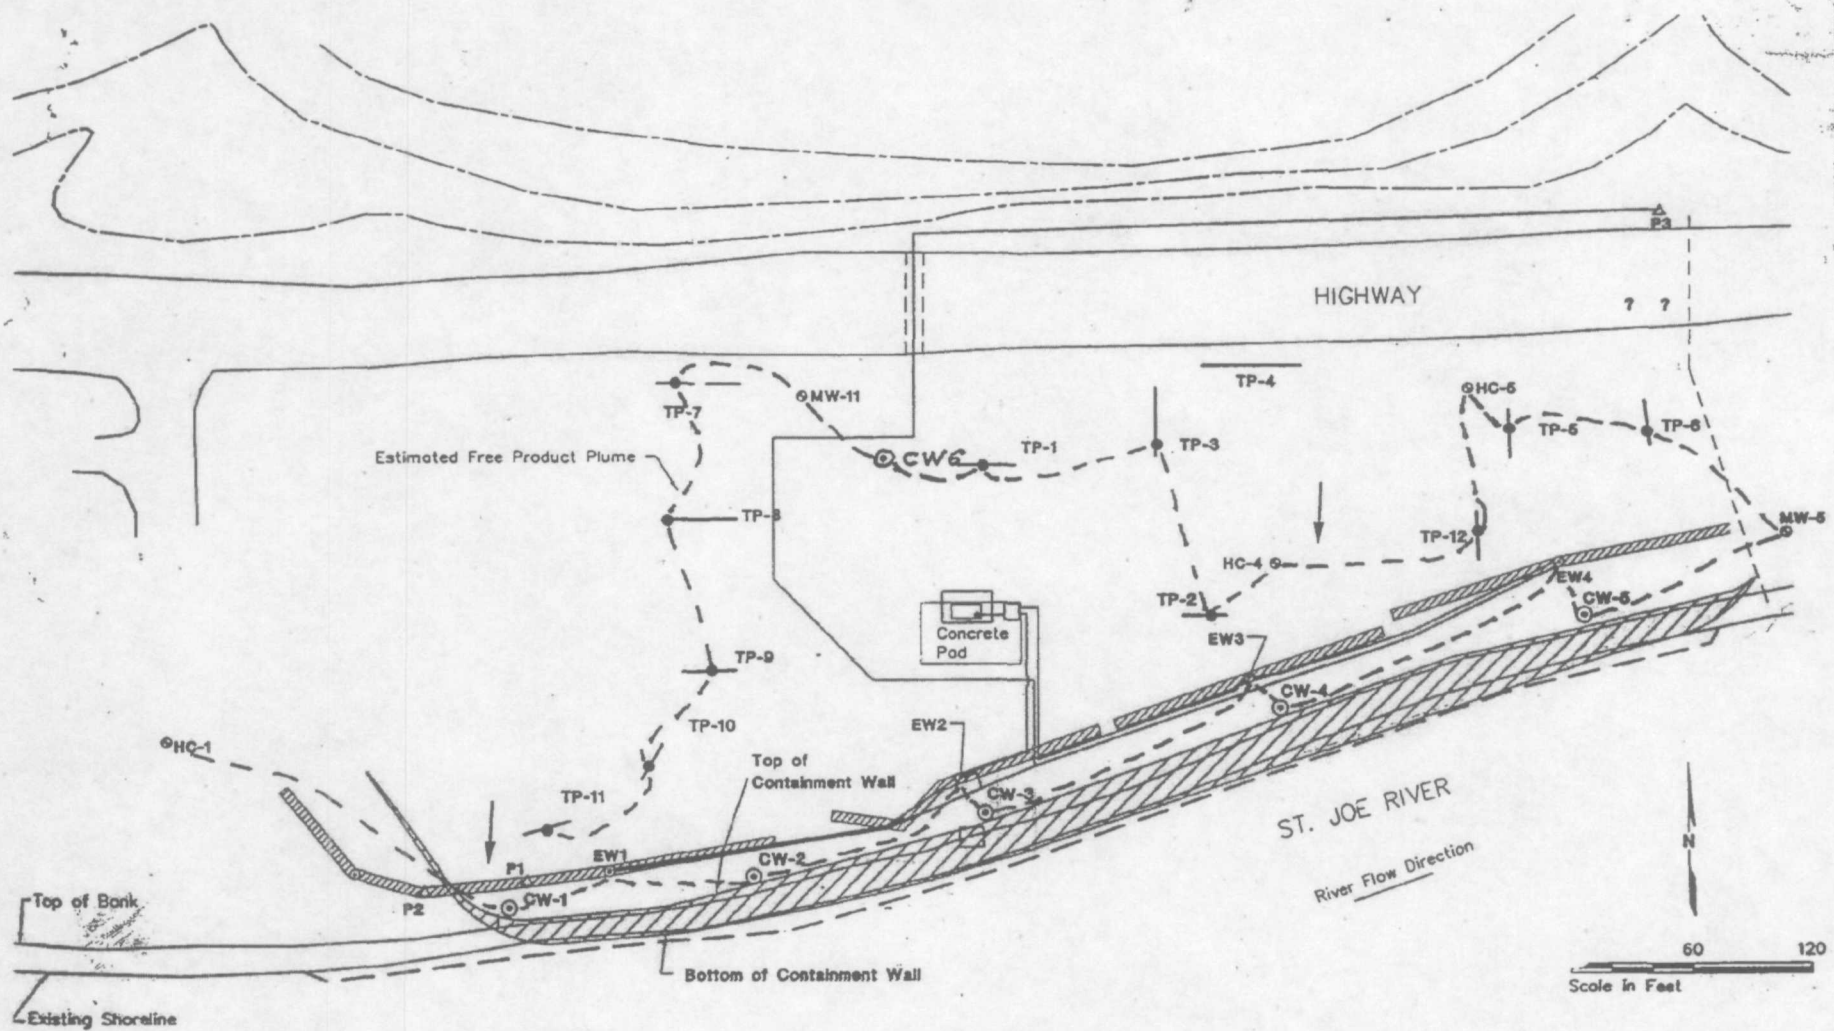 P3
HIGHWAY
? ?
TP-4
HC-5
MW-11
TP-7
TP-1
TP-3
TP-5
TP-6
Estimated Free Product Plume
CW6
TP-8
MW-5
TP-12
HC-4
EW4
TP-2
CW-5
Concrete
Pad
EW3
TP-9
CW-4
TP-10
EW2
HC-1
Top of
Containment Wall
TP-11
CW-3
ST. JOE RIVER
N
EW1
CW-2
P1
River Flow Direction
Top of Bank
P2
CW-1
60 120
Bottom of Containment Wall
Scale in Feet
Existing Shoreline